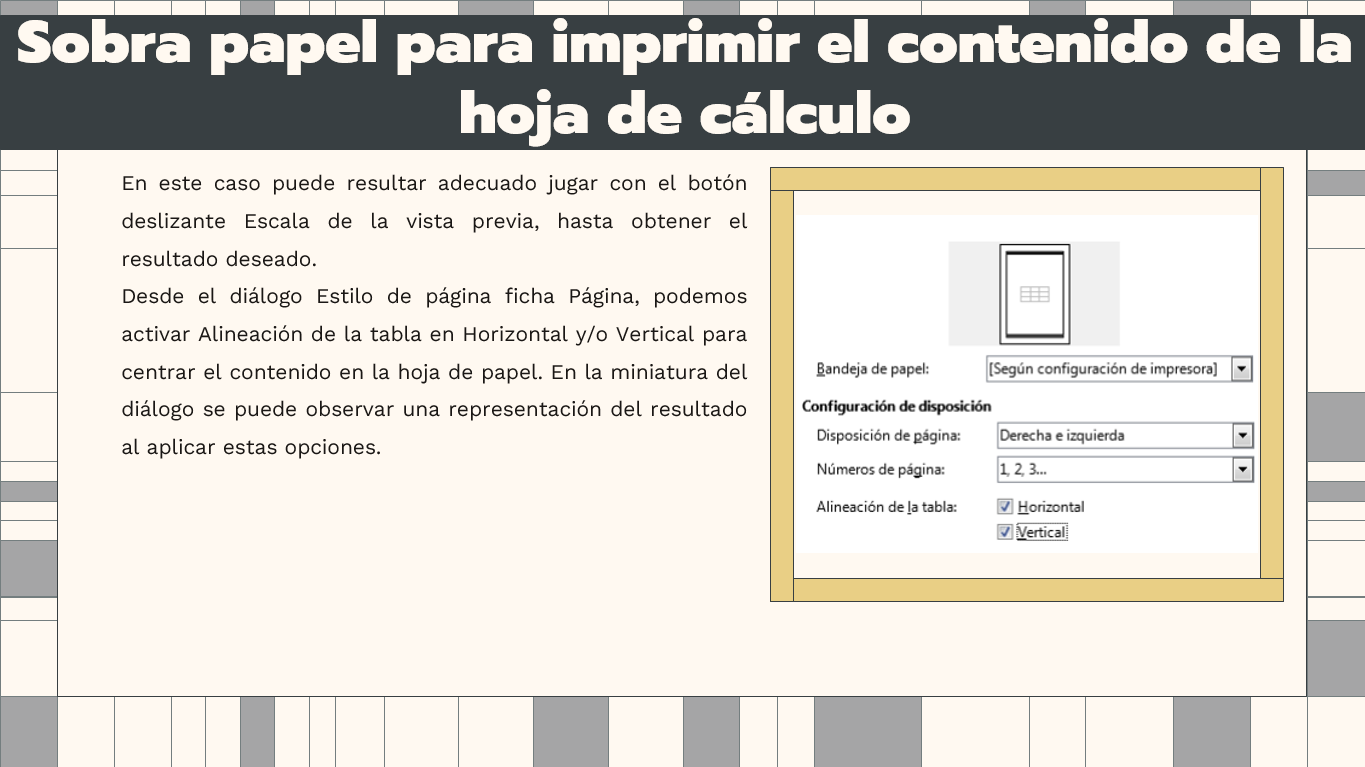 Sobra papel para imprimir el contenido de la
hoja de cálculo
En este caso puede resultar adecuado jugar con el botón
deslizante Escala de la vista previa, hasta obtener el
resultado deseado.
Desde el diálogo Estilo de página ficha Página, podemos
activar Alineación de la tabla en Horizontal y/o Vertical para
centrar el contenido en la hoja de papel. En la miniatura del
diálogo se puede observar una representación del resultado
al aplicar estas opciones.
Bandeja de papel: [Según configuración de impresora]
Configuración de disposición
Disposición de página: Derecha e izquierda
Números de página: 1, 2, 3...
Alineación de la tabla: Horizontal
Vertical